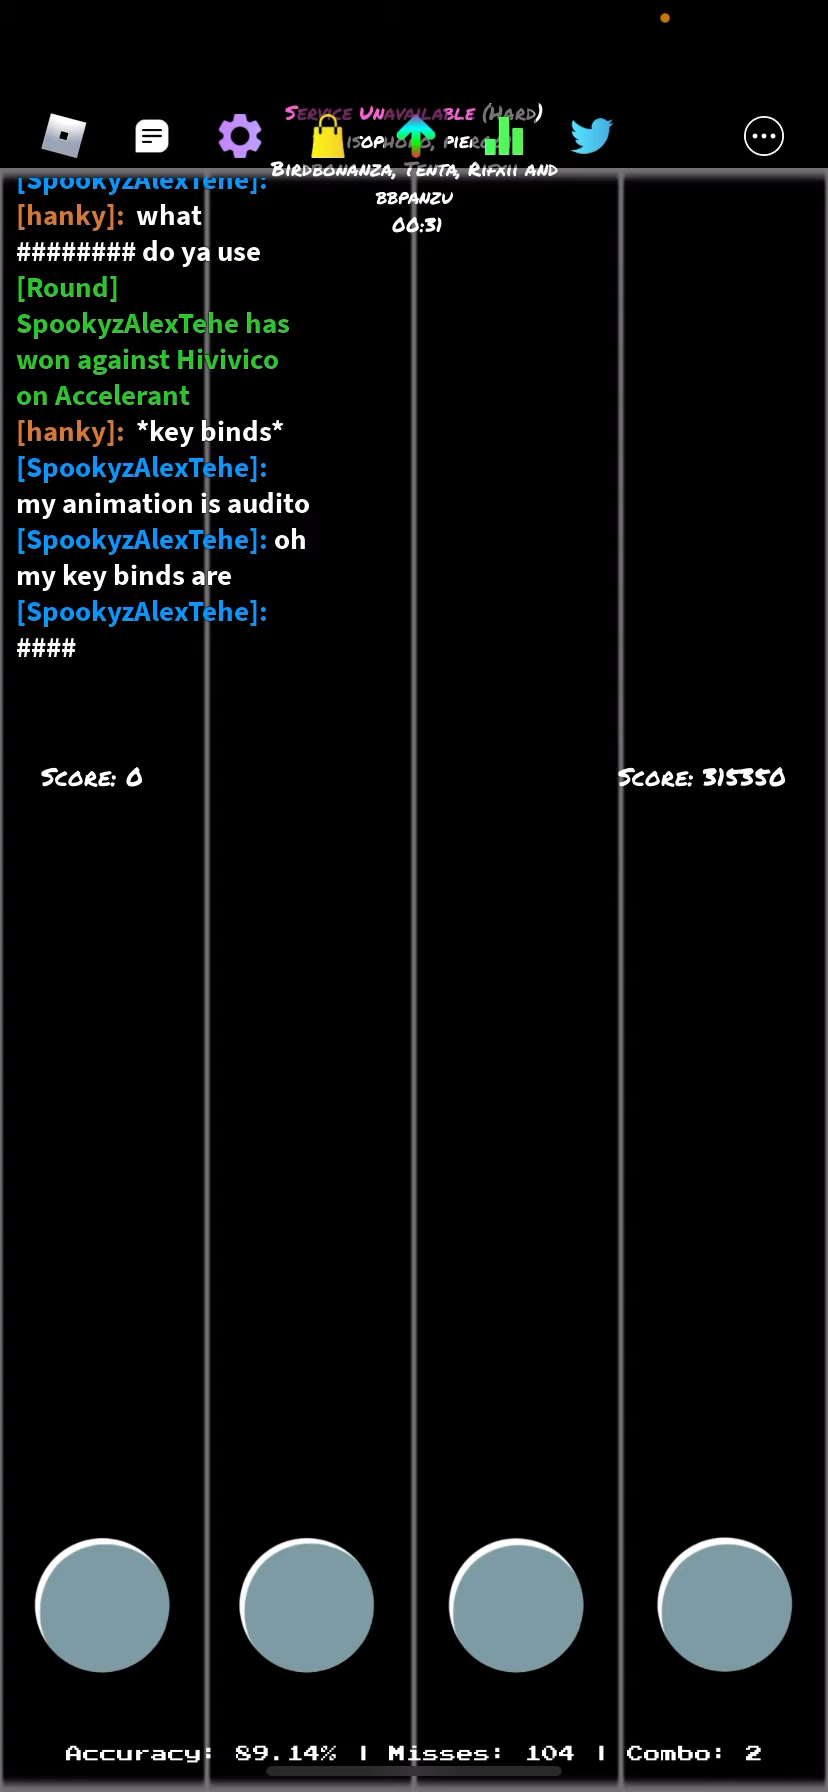 Service Unavailable (Hard)
Birdbonanza, Tenta, Rifxii and
bbpanzu
00:31
[SpookyzAlexTehe]:
[hanky]: what
######## do ya use
[Round]
SpookyzAlexTehe has
won against Hivivico
on Accelerant
[hanky]: *key binds*
[SpookyzAlexTehe]:
my animation is audito
[SpookyzAlexTehe]: oh
my key binds are
[SpookyzAlexTehe]:
####
Score: 0
Score: 315350
Accuracy: 89.14% | Misses: 104 | Combo: 2